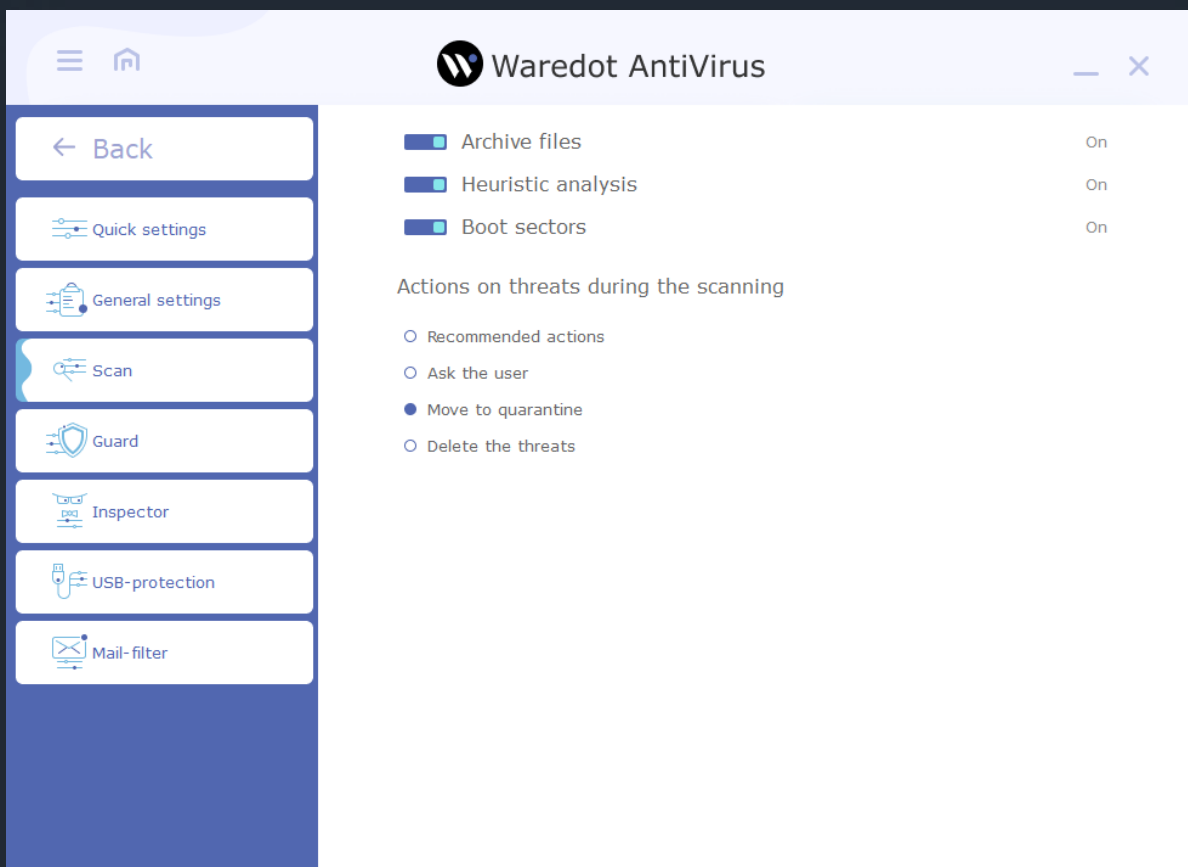 Waredot AntiVirus
Back
Quick settings
General settings
Scan
Guard
Inspector
USB-protection
Mail-filter
Archive files On
Heuristic analysis On
Boot sectors On
Actions on threats during the scanning
Recommended actions
Ask the user
Move to quarantine
Delete the threats